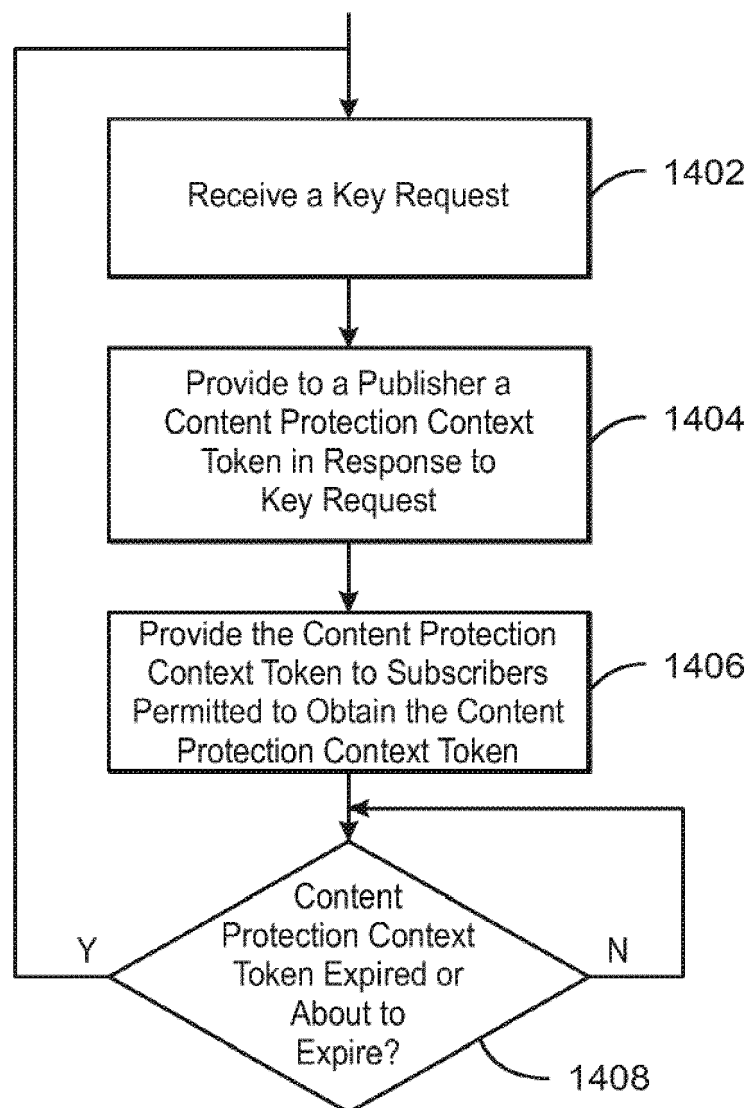 Receive a Key Request
1402
Provide to a Publisher a
Content Protection Context
Token in Response to
Key Request
1404
Provide the Content Protection
Context Token to Subscribers
Permitted to Obtain the Content
Protection Context Token
1406
Content
Protection Context
Token Expired or
About to
Expire?
Y
N
1408